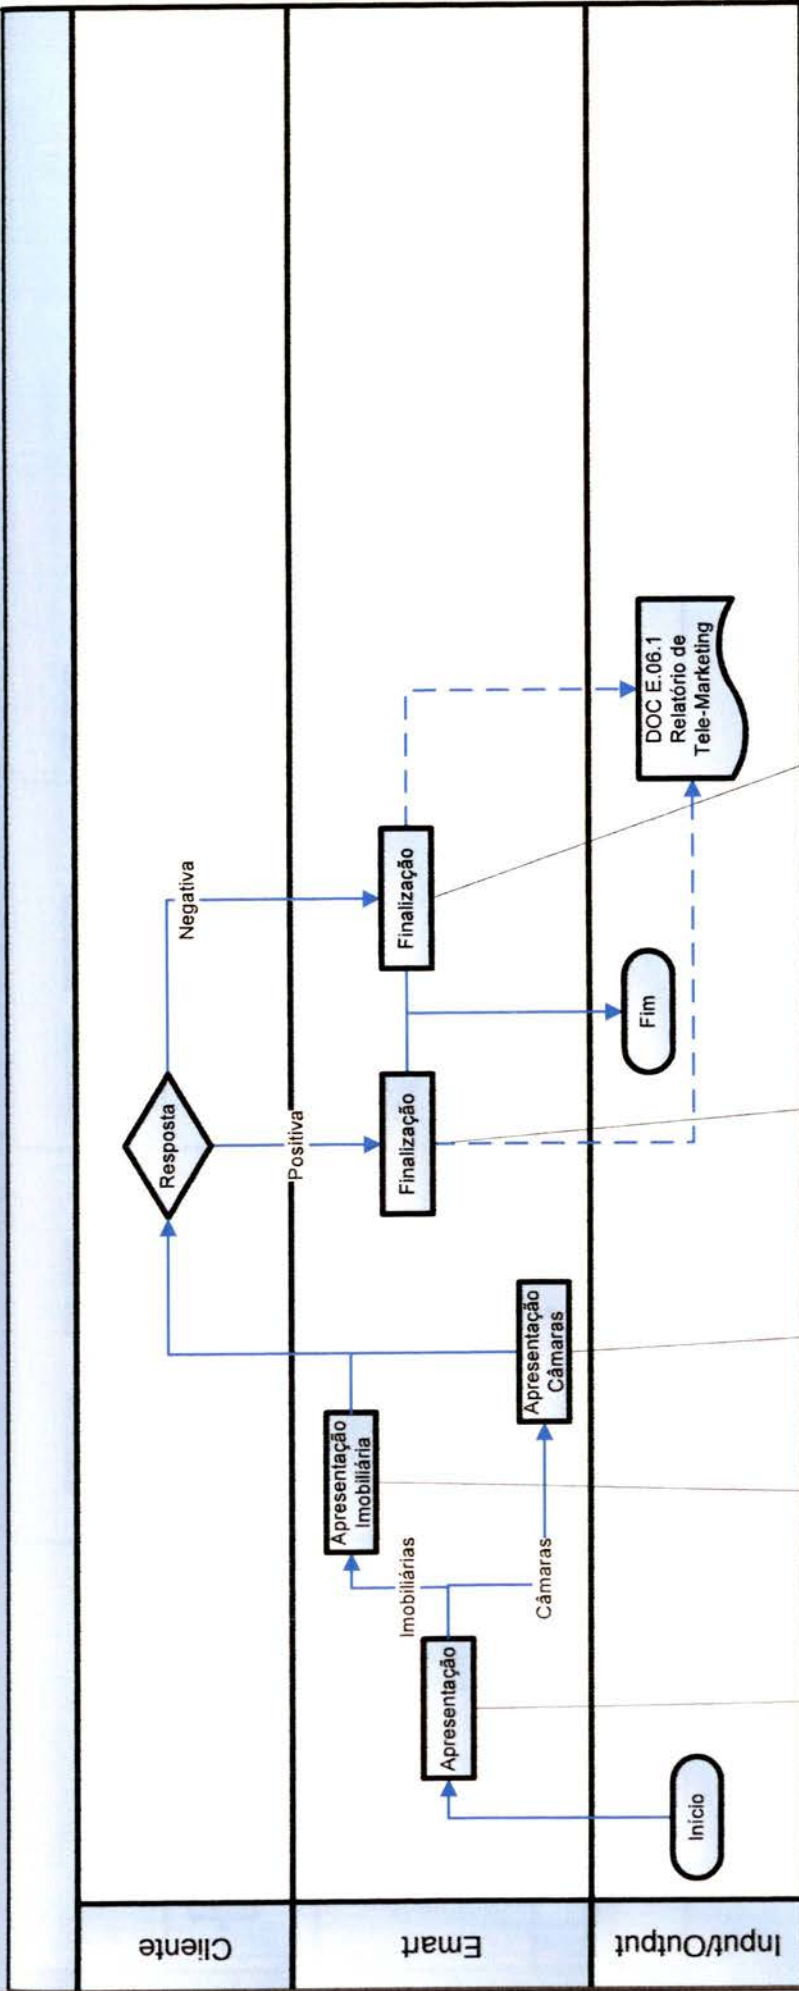 Cliente
Resposta
Negativa
Positiva
Emart
Apresentação
Imobiliárias
Câmaras
Apresentação
Imobiliária
Apresentação
Câmaras
Finalização
Finalização
Input/Output
Início
Fim
DOC E.06.1
Relatório de
Tele-Marketing